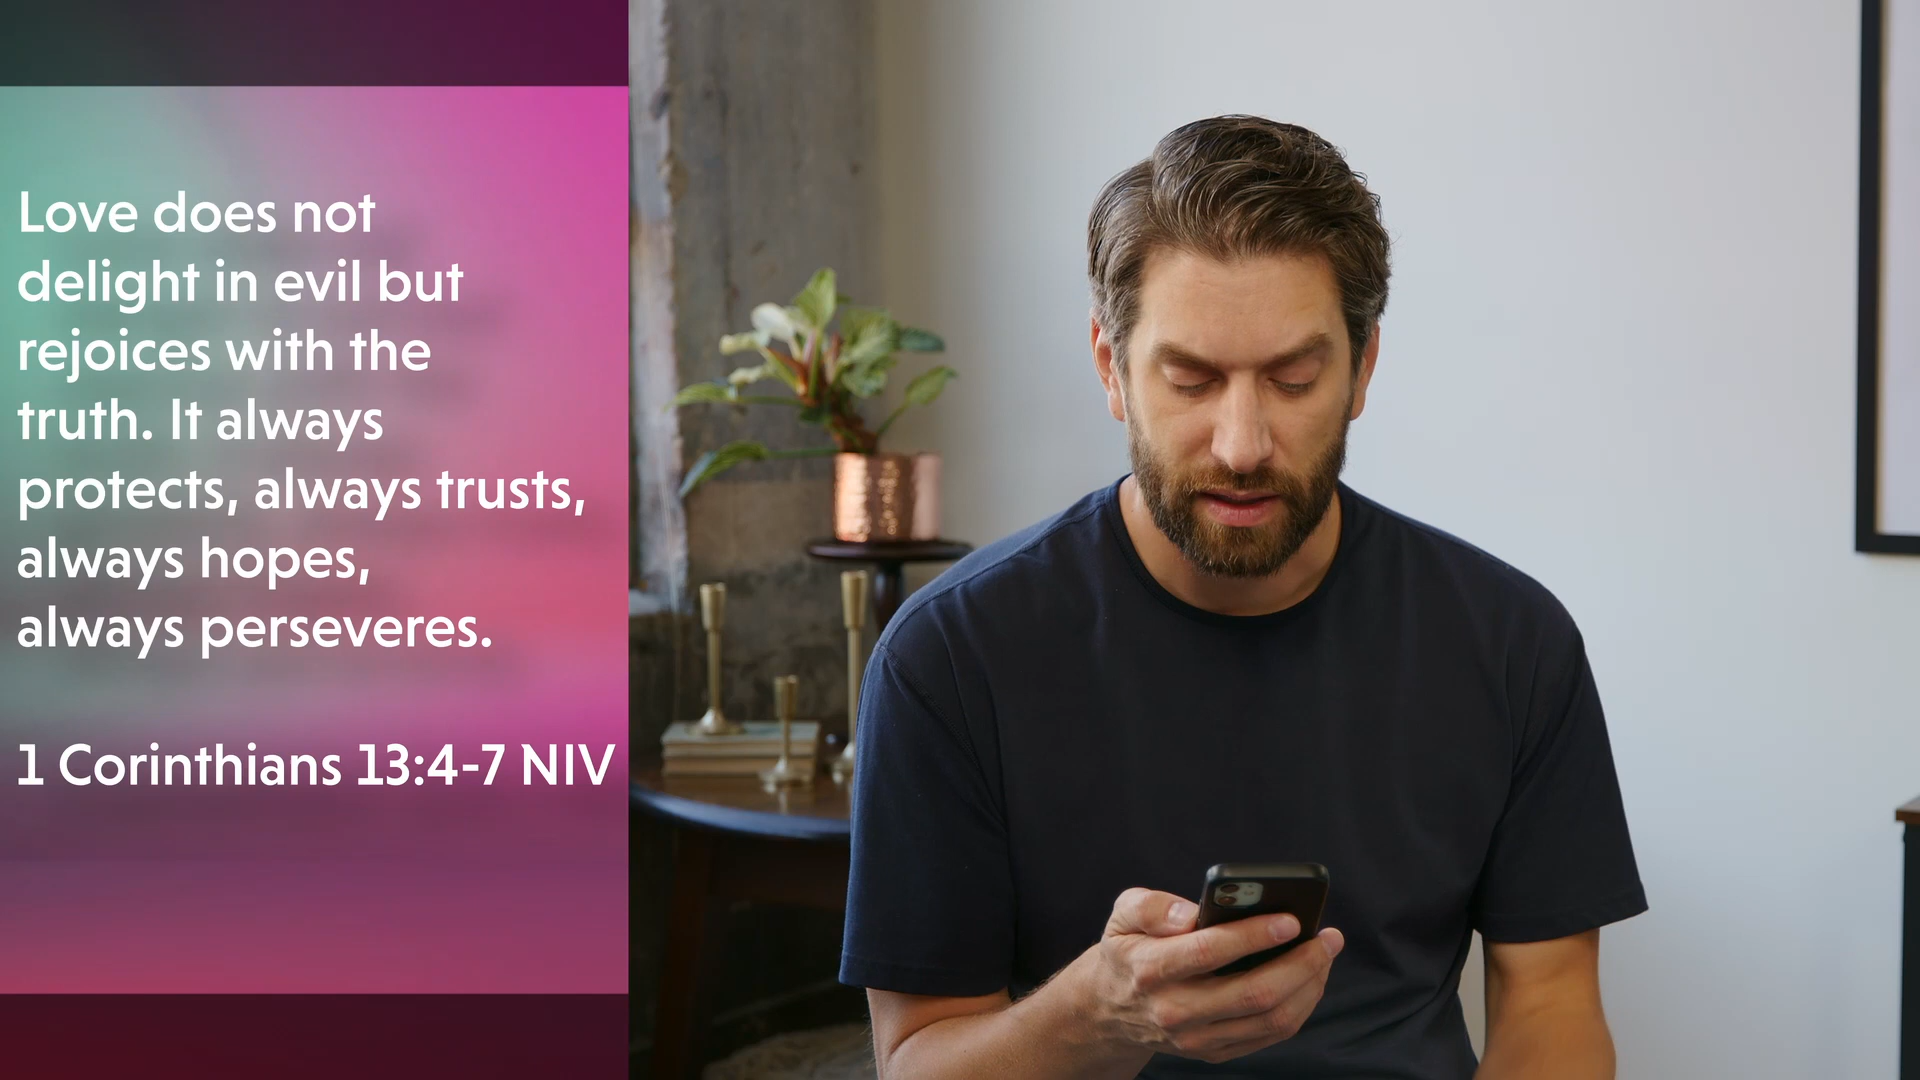 Love does not
delight in evil but
rejoices with the
truth. It always
protects, always trusts,
always hopes,
always perseveres.
1 Corinthians 13:4-7 NIV